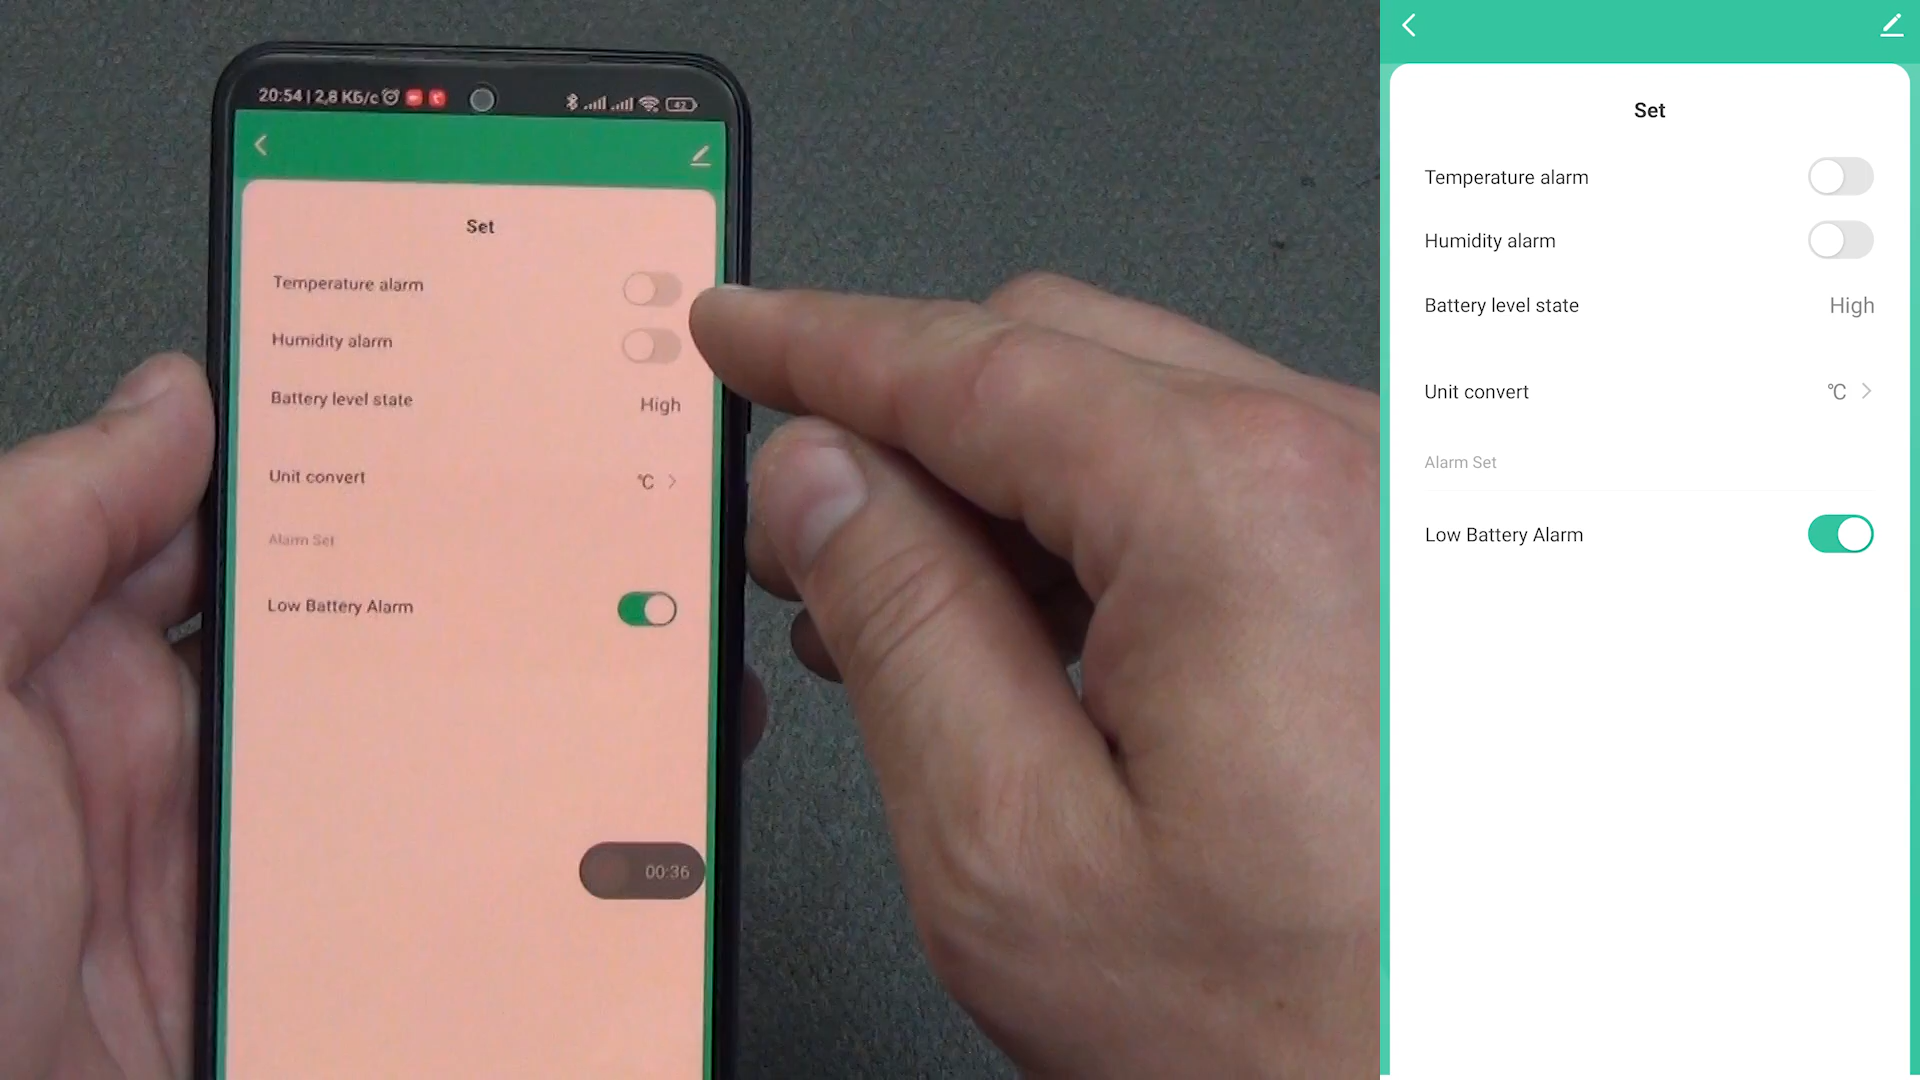 20:54 | 2,8 КБ/с
42
Set
Temperature alarm
Humidity alarm
Battery level state High
Unit convert °C
Alarm Set
Low Battery Alarm
00:36
Set
Temperature alarm
Humidity alarm
Battery level state High
Unit convert °C
Alarm Set
Low Battery Alarm